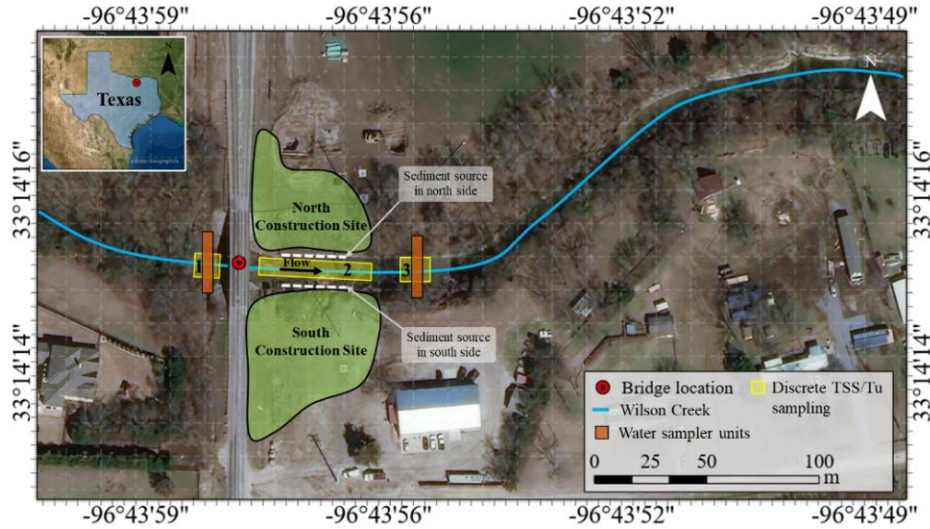 -96°43'59" -96°43'56" -96°43'52" -96°43'49"
N
Texas
33°14'16"
33°14'16"
Sediment source
in north side
North
Construction Site
1
Flow
2
3
33°14'14"
33°14'14"
South
Construction Site
Sediment source
in south side
N
Bridge location
Discrete TSS/Tu
sampling
Wilson Creek
Water sampler units
0 25 50 100
m
-96°43'59" -96°43'56" -96°43'52" -96°43'49"